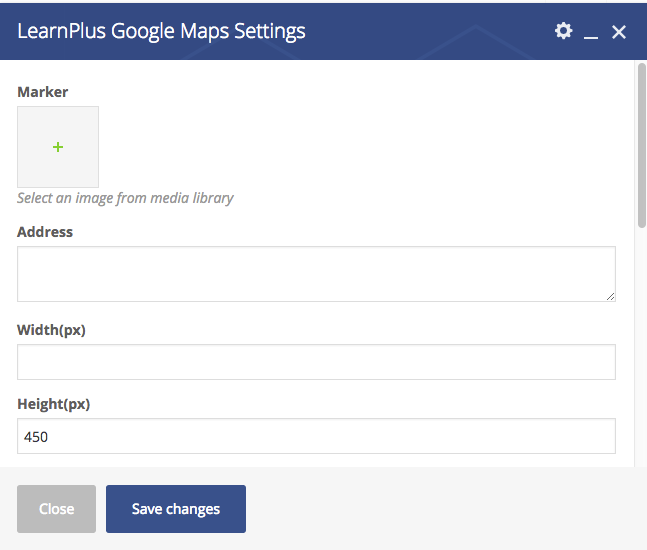 LearnPlus Google Maps Settings
Marker
+
Select an image from media library
Address
Width(px)
Height(px)
450
Close
Save changes